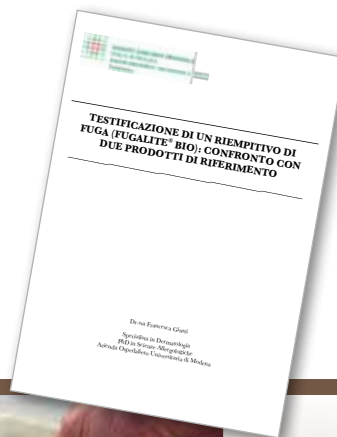 TESTIFICAZIONE DI UN RIEMPITIVO DI
FUGA (FUGALITE® BIO): CONFRONTO CON
DUE PRODOTTI DI RIFERIMENTO
Dr.ssa Francesca Giusti
Specialista in Dermatologia
PhD in Scienze Allergologiche
Azienda Ospedaliero Universitaria di Modena